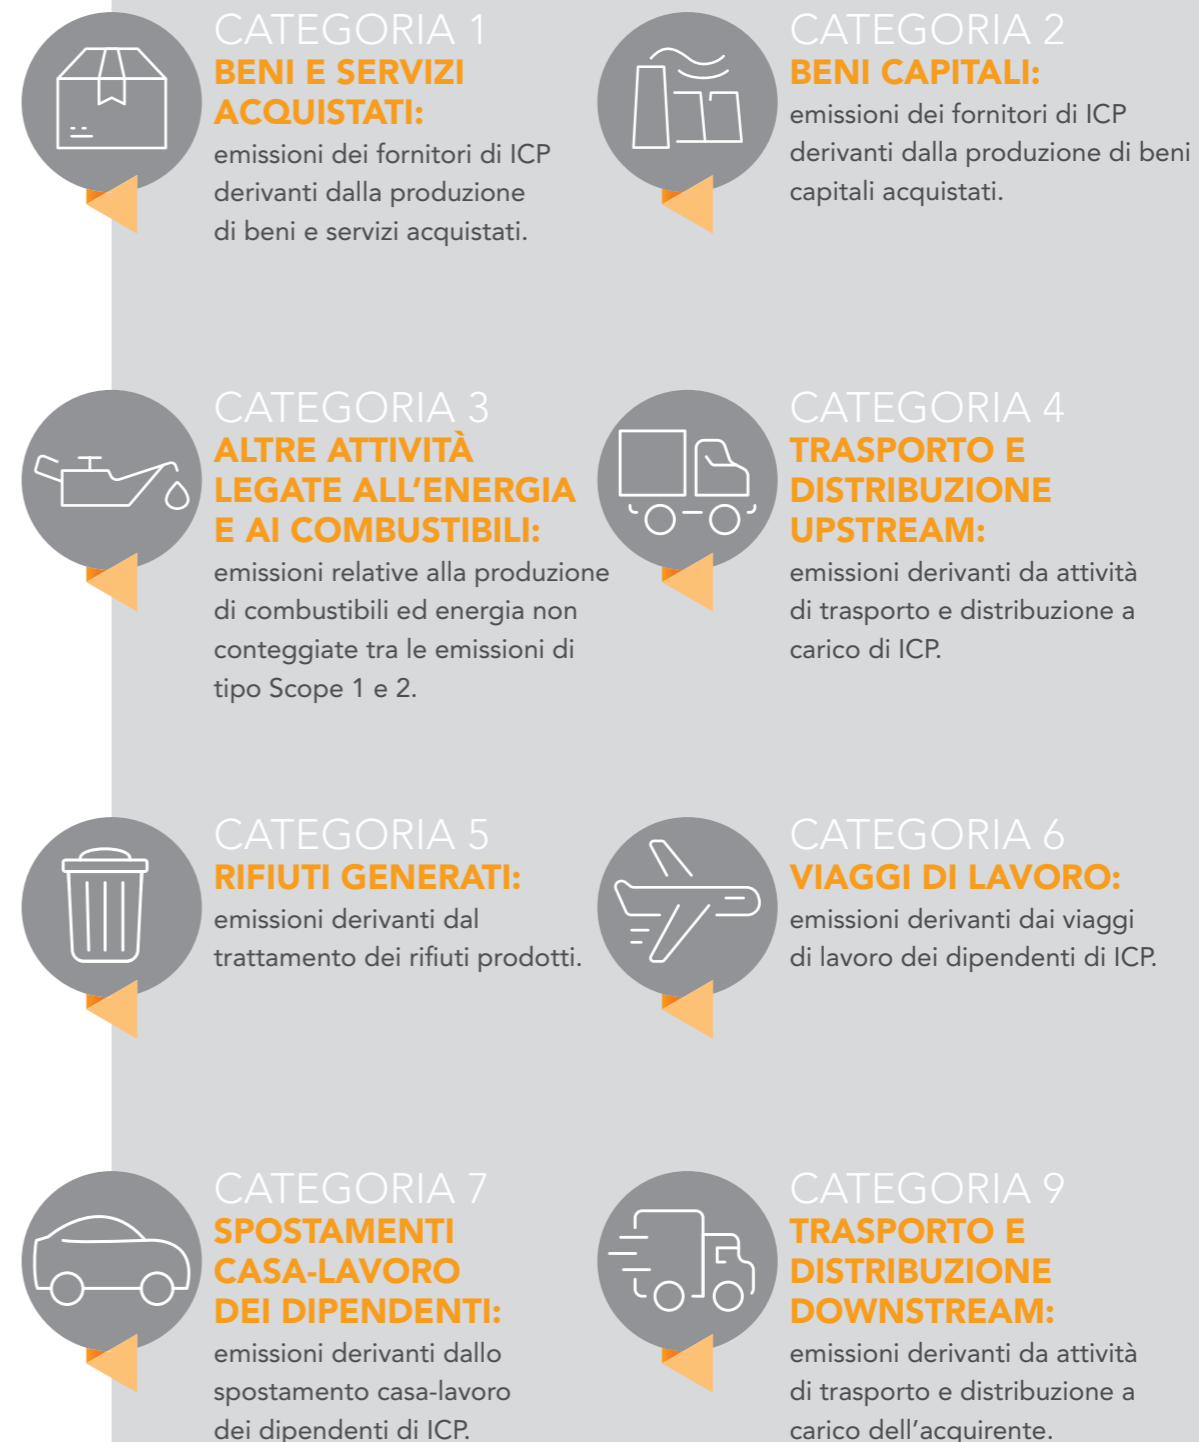 CATEGORIA 1
BENI E SERVIZI
ACQUISTATI:
emissioni dei fornitori di ICP
derivanti dalla produzione
di beni e servizi acquistati.
CATEGORIA 2
BENI CAPITALI:
emissioni dei fornitori di ICP
derivanti dalla produzione di beni
capitali acquistati.
CATEGORIA 3
ALTRE ATTIVITÀ
LEGATE ALL’ENERGIA
E AI COMBUSTIBILI:
emissioni relative alla produzione
di combustibili ed energia non
conteggiate tra le emissioni di
tipo Scope 1 e 2.
CATEGORIA 4
TRASPORTO E
DISTRIBUZIONE
UPSTREAM:
emissioni derivanti da attività
di trasporto e distribuzione a
carico di ICP.
CATEGORIA 5
RIFIUTI GENERATI:
emissioni derivanti dal
trattamento dei rifiuti prodotti.
CATEGORIA 6
VIAGGI DI LAVORO:
emissioni derivanti dai viaggi
di lavoro dei dipendenti di ICP.
CATEGORIA 7
SPOSTAMENTI
CASA-LAVORO
DEI DIPENDENTI:
emissioni derivanti dallo
spostamento casa-lavoro
dei dipendenti di ICP.
CATEGORIA 9
TRASPORTO E
DISTRIBUZIONE
DOWNSTREAM:
emissioni derivanti da attività
di trasporto e distribuzione a
carico dell’acquirente.